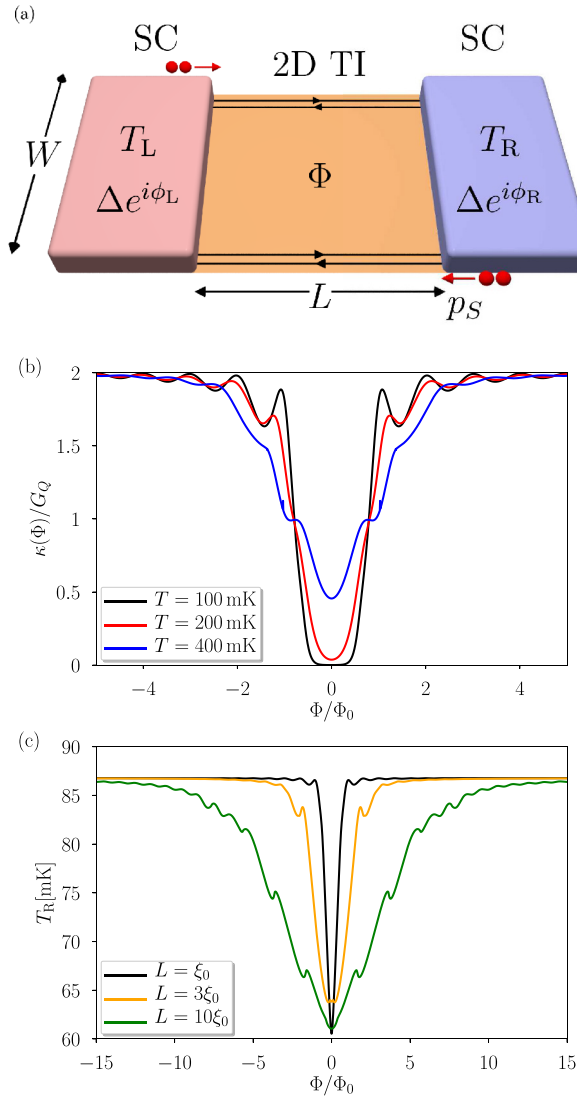 (a)
SC
SC
2D TI
W
T_L
Δe^{iϕ_L}
Φ
T_R
Δe^{iϕ_R}
L
p_S
(b)
κ(Φ)/G_Q
2
1.5
1
0.5
0
T = 100 mK
T = 200 mK
T = 400 mK
−4 −2 0 2 4
Φ/Φ_0
(c)
T_R[mK]
90
85
80
75
70
65
60
L = ξ_0
L = 3ξ_0
L = 10ξ_0
−15 −10 −5 0 5 10 15
Φ/Φ_0